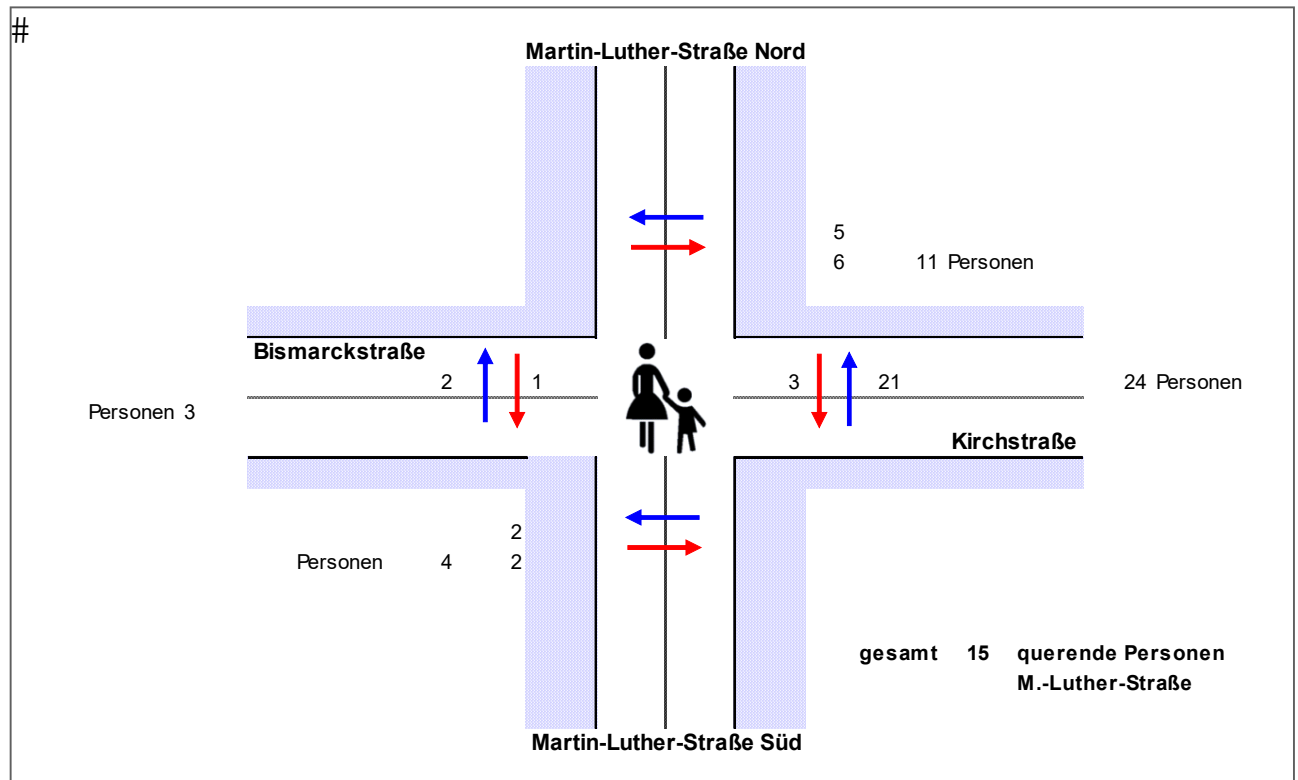 #
Martin-Luther-Straße Nord
5
6 11 Personen
Bismarckstraße
2 1 3 21 24 Personen
Personen 3
Kirchstraße
2
Personen 4 2
gesamt 15 querende Personen
M.-Luther-Straße
Martin-Luther-Straße Süd